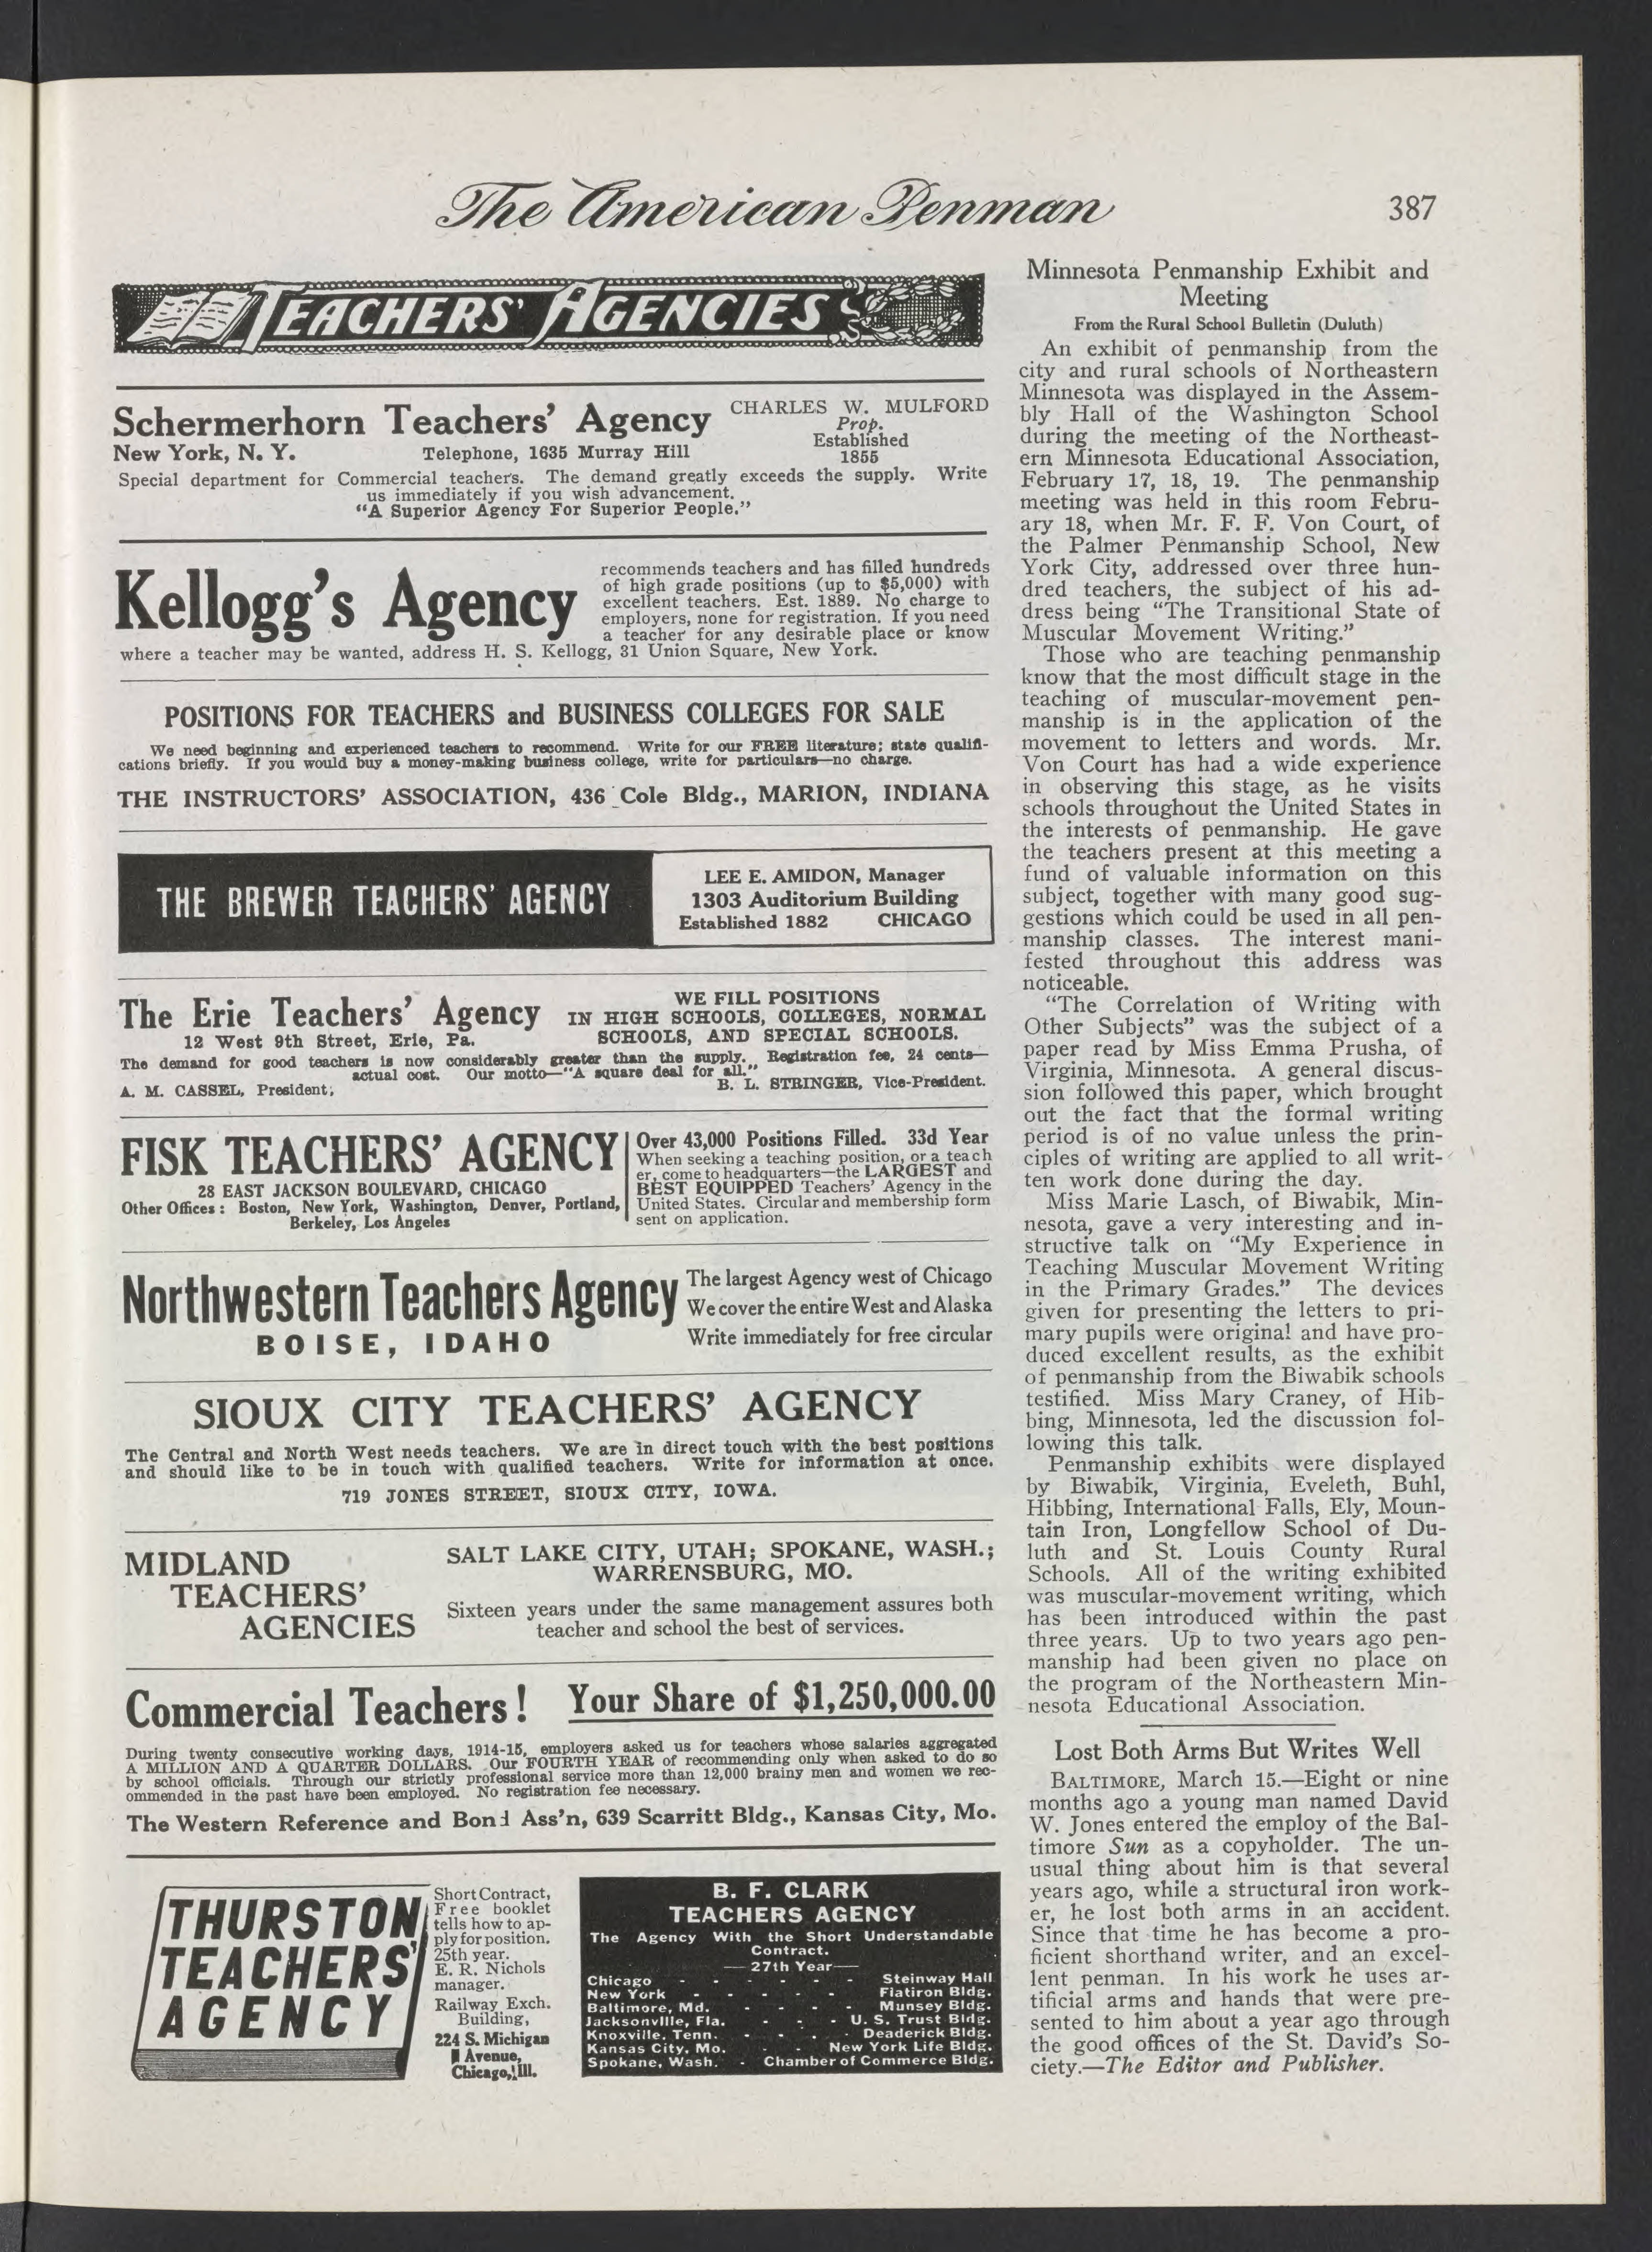 The American Penman
387
TEACHERS' AGENCIES
Schermerhorn Teachers' Agency
New York, N. Y.
Telephone, 1635 Murray Hill
CHARLES W. MULFORD
Prop.
Established
1855
Special department for Commercial teachers. The demand greatly exceeds the supply. Write
us immediately if you wish advancement.
"A Superior Agency For Superior People."
Kellogg's Agency
recommends teachers and has filled hundreds
of high grade positions (up to $5,000) with
excellent teachers. Est. 1889. No charge to
employers, none for registration. If you need
a teacher for any desirable place or know
where a teacher may be wanted, address H. S. Kellogg, 31 Union Square, New York.
POSITIONS FOR TEACHERS and BUSINESS COLLEGES FOR SALE
We need beginning and experienced teachers to recommend. Write for our FREE literature; state qualifi-
cations briefly. If you would buy a money-making business college, write for particulars—no charge.
THE INSTRUCTORS' ASSOCIATION, 436 Cole Bldg., MARION, INDIANA
THE BREWER TEACHERS' AGENCY
LEE E. AMIDON, Manager
1303 Auditorium Building
Established 1882 CHICAGO
The Erie Teachers' Agency
12 West 9th Street, Erie, Pa.
WE FILL POSITIONS
IN HIGH SCHOOLS, COLLEGES, NORMAL
SCHOOLS, AND SPECIAL SCHOOLS.
The demand for good teachers is now considerably greater than the supply. Registration fee, 24 cents—
actual cost. Our motto—"A square deal for all."
A. M. CASSEL, President, B. L. STRINGER, Vice-President.
FISK TEACHERS' AGENCY
28 EAST JACKSON BOULEVARD, CHICAGO
Other Offices: Boston, New York, Washington, Denver, Portland,
Berkeley, Los Angeles
Over 43,000 Positions Filled. 33d Year
When seeking a teaching position, or a teach
er, come to headquarters—the LARGEST and
BEST EQUIPPED Teachers' Agency in the
United States. Circular and membership form
sent on application.
Northwestern Teachers Agency
BOISE, IDAHO
The largest Agency west of Chicago
We cover the entire West and Alaska
Write immediately for free circular
SIOUX CITY TEACHERS' AGENCY
The Central and North West needs teachers. We are in direct touch with the best positions
and should like to be in touch with qualified teachers. Write for information at once.
719 JONES STREET, SIOUX CITY, IOWA.
MIDLAND
TEACHERS'
AGENCIES
SALT LAKE CITY, UTAH; SPOKANE, WASH.;
WARRENSBURG, MO.
Sixteen years under the same management assures both
teacher and school the best of services.
Commercial Teachers! Your Share of $1,250,000.00
During twenty consecutive working days, 1914-15, employers asked us for teachers whose salaries aggregated
A MILLION AND A QUARTER DOLLARS. Our FOURTH YEAR of recommending only when asked to do so
by school officials. Through our strictly professional service more than 12,000 brainy men and women we rec-
ommended in the past have been employed. No registration fee necessary.
The Western Reference and Bond Ass'n, 639 Scarritt Bldg., Kansas City, Mo.
THURSTON
TEACHERS'
AGENCY
Short Contract,
Free booklet
tells how to ap-
ply for position.
25th year.
E. R. Nichols
manager.
Railway Exch.
Building,
224 S. Michigan
Avenue,
Chicago, Ill.
B. F. CLARK
TEACHERS AGENCY
The Agency With the Short Understandable
Contract.
—27th Year—
Chicago - - - - - - Steinway Hall
New York - - - - - Flatiron Bldg.
Baltimore, Md. - - - - Munsey Bldg.
Jacksonville, Fla. - - - U. S. Trust Bldg.
Knoxville, Tenn. - - - - Deaderick Bldg.
Kansas City, Mo. - - New York Life Bldg.
Spokane, Wash. - Chamber of Commerce Bldg.
Minnesota Penmanship Exhibit and
Meeting
From the Rural School Bulletin (Duluth)
An exhibit of penmanship from the
city and rural schools of Northeastern
Minnesota was displayed in the Assem-
bly Hall of the Washington School
during the meeting of the Northeast-
ern Minnesota Educational Association,
February 17, 18, 19. The penmanship
meeting was held in this room Febru-
ary 18, when Mr. F. F. Von Court, of
the Palmer Penmanship School, New
York City, addressed over three hun-
dred teachers, the subject of his ad-
dress being "The Transitional State of
Muscular Movement Writing."
Those who are teaching penmanship
know that the most difficult stage in the
teaching of muscular-movement pen-
manship is in the application of the
movement to letters and words. Mr.
Von Court has had a wide experience
in observing this stage, as he visits
schools throughout the United States in
the interests of penmanship. He gave
the teachers present at this meeting a
fund of valuable information on this
subject, together with many good sug-
gestions which could be used in all pen-
manship classes. The interest mani-
fested throughout this address was
noticeable.
"The Correlation of Writing with
Other Subjects" was the subject of a
paper read by Miss Emma Prusha, of
Virginia, Minnesota. A general discus-
sion followed this paper, which brought
out the fact that the formal writing
period is of no value unless the prin-
ciples of writing are applied to all writ-
ten work done during the day.
Miss Marie Lasch, of Biwabik, Min-
nesota, gave a very interesting and in-
structive talk on "My Experience in
Teaching Muscular Movement Writing
in the Primary Grades." The devices
given for presenting the letters to pri-
mary pupils were original and have pro-
duced excellent results, as the exhibit
of penmanship from the Biwabik schools
testified. Miss Mary Craney, of Hib-
bing, Minnesota, led the discussion fol-
lowing this talk.
Penmanship exhibits were displayed
by Biwabik, Virginia, Eveleth, Buhl,
Hibbing, International Falls, Ely, Moun-
tain Iron, Longfellow School of Du-
luth and St. Louis County Rural
Schools. All of the writing exhibited
was muscular-movement writing, which
has been introduced within the past
three years. Up to two years ago pen-
manship had been given no place on
the program of the Northeastern Min-
nesota Educational Association.
Lost Both Arms But Writes Well
BALTIMORE, March 15.—Eight or nine
months ago a young man named David
W. Jones entered the employ of the Bal-
timore Sun as a copyholder. The un-
usual thing about him is that several
years ago, while a structural iron work-
er, he lost both arms in an accident.
Since that time he has become a pro-
ficient shorthand writer, and an excel-
lent penman. In his work he uses ar-
tificial arms and hands that were pre-
sented to him about a year ago through
the good offices of the St. David's So-
ciety.—The Editor and Publisher.